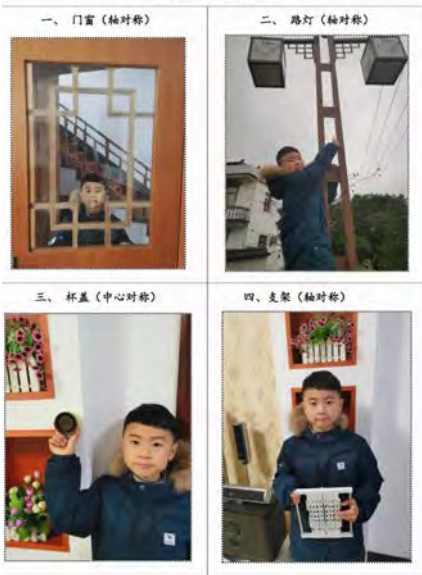 一、 门窗（轴对称）
二、 路灯（轴对称）
三、 杯盖（中心对称）
四、支架（轴对称）